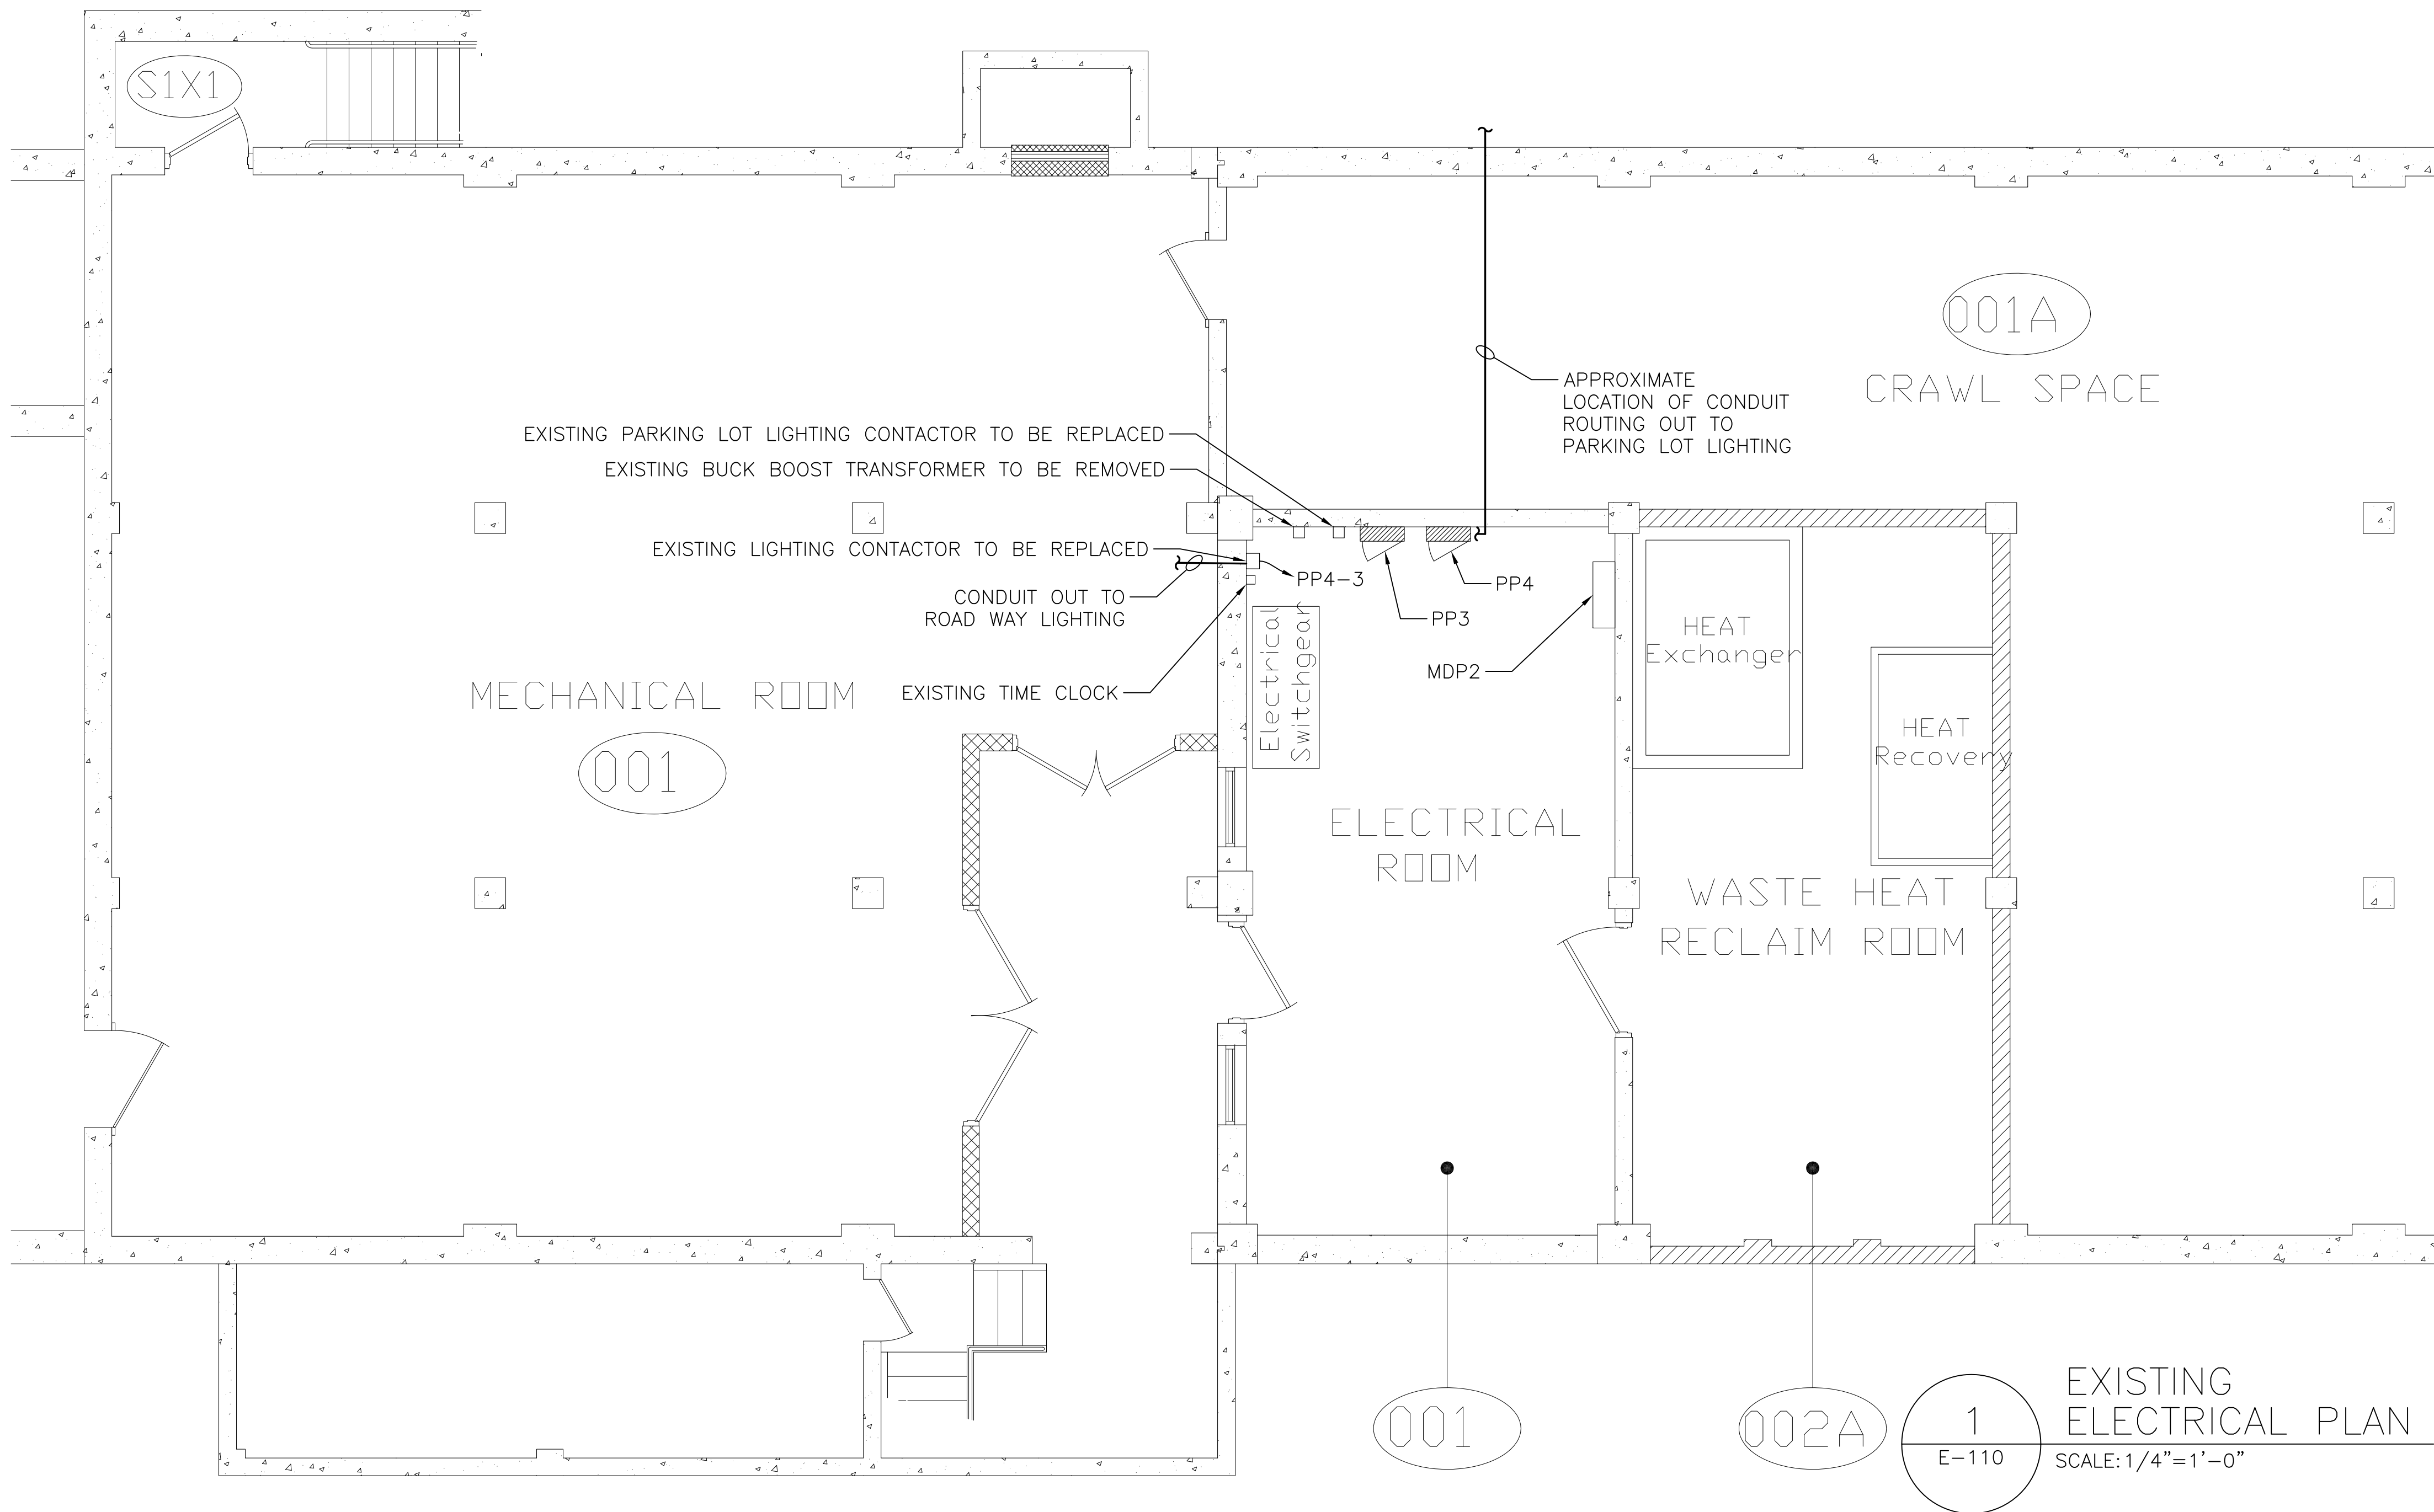 S1X1
001A
CRAWL SPACE
APPROXIMATE
LOCATION OF CONDUIT
ROUTING OUT TO
PARKING LOT LIGHTING
EXISTING PARKING LOT LIGHTING CONTACTOR TO BE REPLACED
EXISTING BUCK BOOST TRANSFORMER TO BE REMOVED
EXISTING LIGHTING CONTACTOR TO BE REPLACED
PP4-3
PP4
CONDUIT OUT TO
ROAD WAY LIGHTING
PP3
MDP2
EXISTING TIME CLOCK
Electrical
Switchgear
HEAT
Exchanger
HEAT
Recovery
MECHANICAL ROOM
001
ELECTRICAL
ROOM
WASTE HEAT
RECLAIM ROOM
001
002A
1
E-110
EXISTING
ELECTRICAL PLAN
SCALE: 1/4"=1'-0"